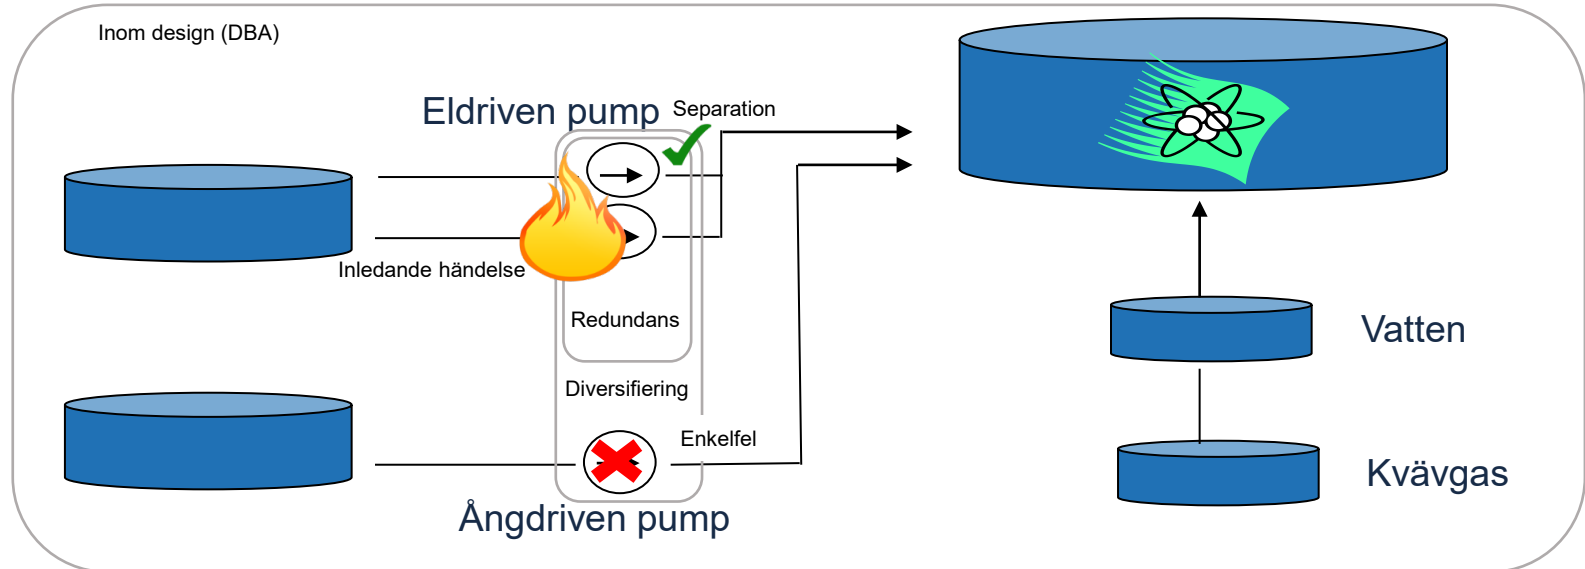 Inom design (DBA)
Eldriven pump
Separation
Inledande händelse
Redundans
Diversifiering
Enkelfel
Ångdriven pump
Vatten
Kvävgas